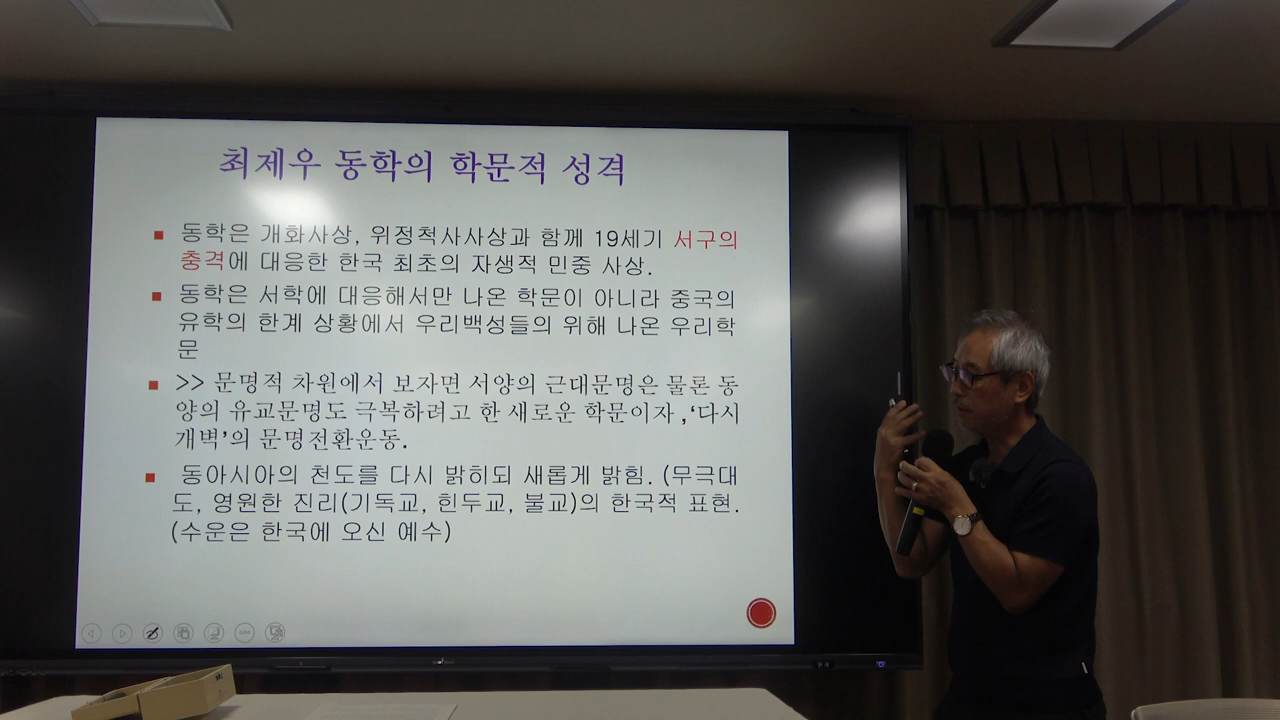 최제우 동학의 학문적 성격
동학은 개화사상, 위정척사사상과 함께 19세기 서구의
충격에 대응한 한국 최초의 자생적 민중 사상.
동학은 서학에 대응해서만 나온 학문이 아니라 중국의
유학의 한계 상황에서 우리백성들의 위해 나온 우리학
문
>> 문명적 차원에서 보자면 서양의 근대문명은 물론 동
양의 유교문명도 극복하려고 한 새로운 학문이자 ,‘다시
개벽’의 문명전환운동.
동아시아의 천도를 다시 밝히되 새롭게 밝힘. (무극대
도, 영원한 진리(기독교, 힌두교, 불교)의 한국적 표현.
(수운은 한국에 오신 예수)